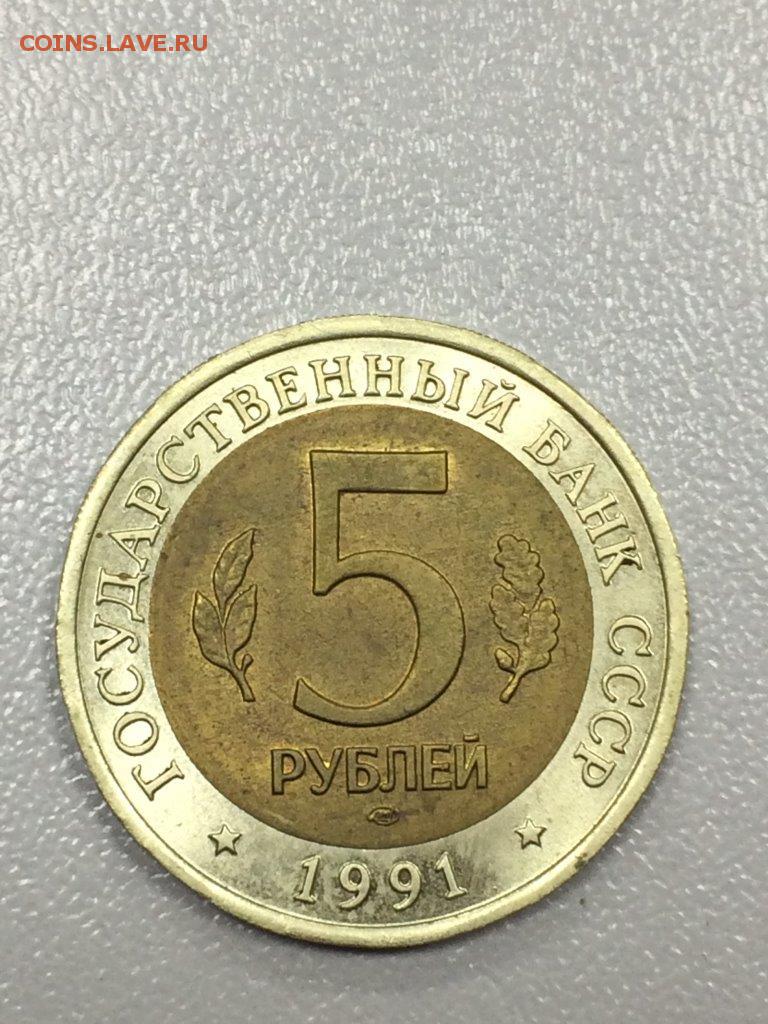 COINS.LAVE.RU
ГОСУДАРСТВЕННЫЙ БАНК СССР
5
РУБЛЕЙ
1991